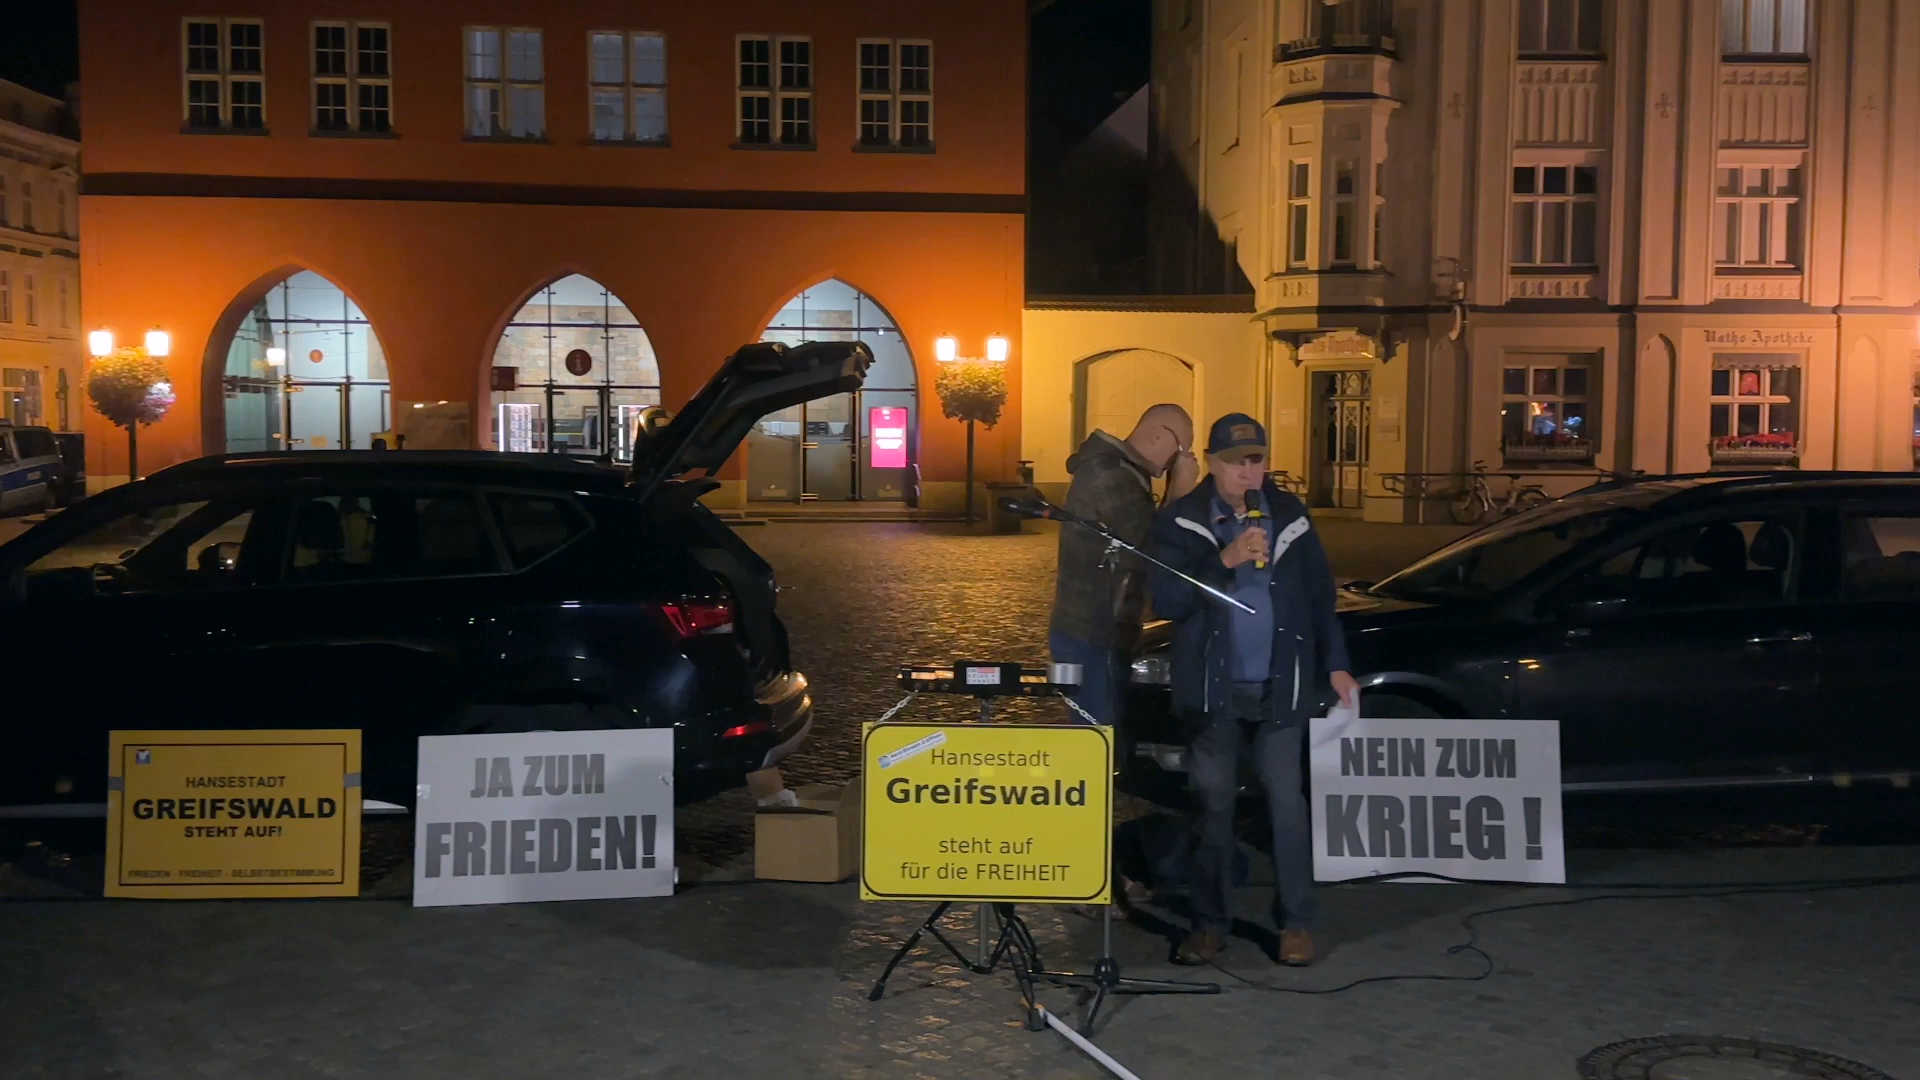 Raths-Apotheke.
HANSESTADT
GREIFSWALD
STEHT AUF!
FRIEDEN - FREIHEIT - SELBSTBESTIMMUNG
JA ZUM
FRIEDEN!
Hansestadt
Greifswald
steht auf
für die FREIHEIT
NEIN ZUM
KRIEG !